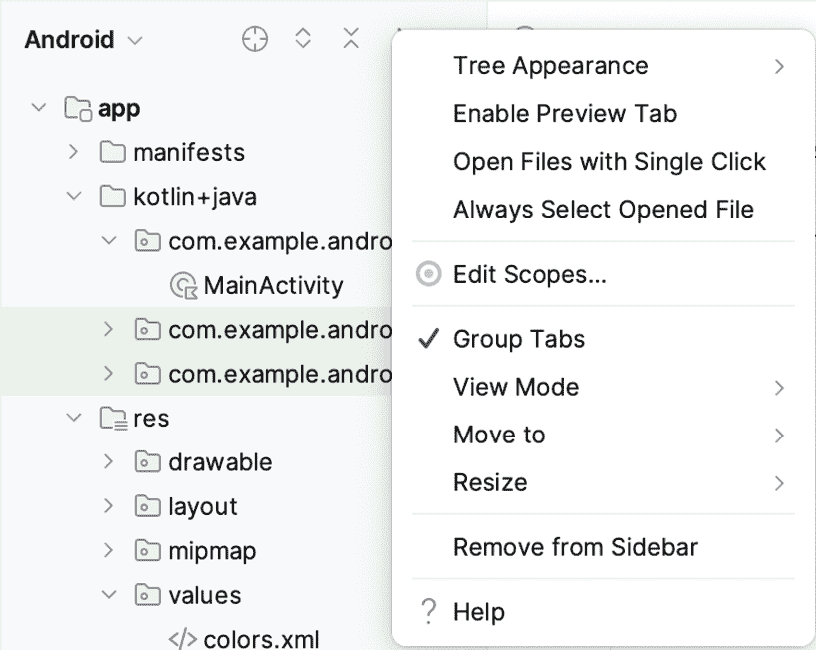 Android
app
manifests
kotlin+java
com.example.andro
MainActivity
com.example.andro
com.example.andro
res
drawable
layout
mipmap
values
colors.xml
Tree Appearance
Enable Preview Tab
Open Files with Single Click
Always Select Opened File
Edit Scopes...
Group Tabs
View Mode
Move to
Resize
Remove from Sidebar
? Help